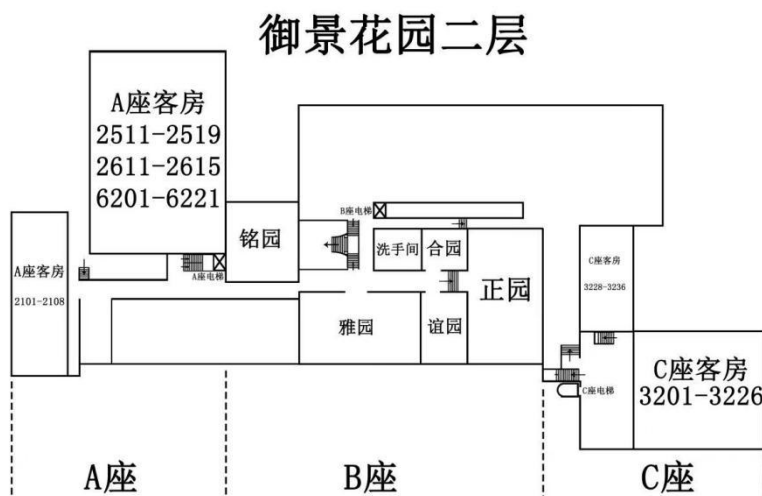 御景花园二层
A座客房
2511-2519
2611-2615
6201-6221
A座客房
2101-2108
A座电梯
铭园
B座电梯
洗手间
合园
正园
雅园
谊园
C座客房
3228-3236
C座客房
3201-3226
C座电梯
A座
B座
C座